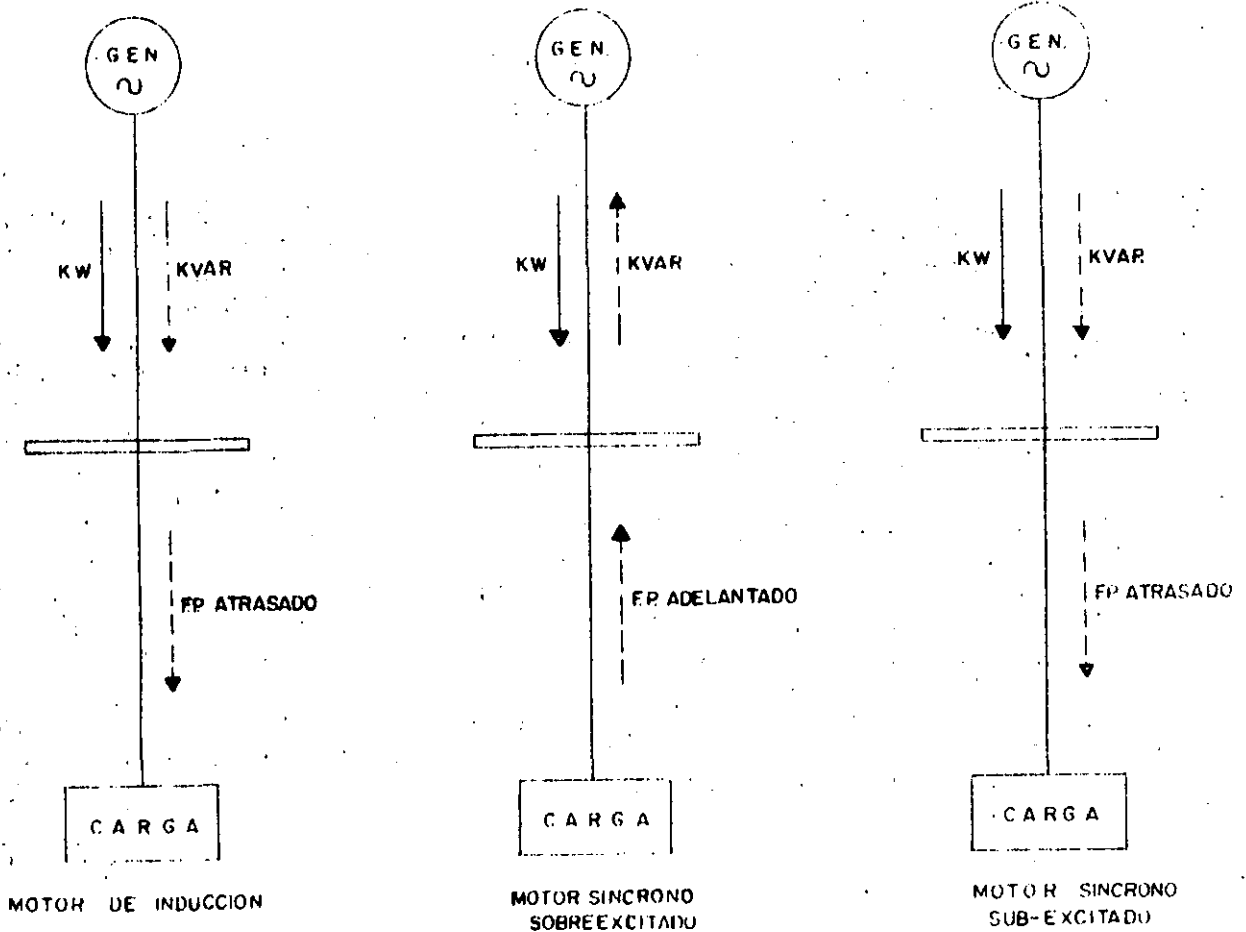 GEN
KW
KVAR
F.P. ATRASADO
CARGA
MOTOR DE INDUCCION
GEN.
KW
KVAR
F.P. ADELANTADO
CARGA
MOTOR SINCRONO
SOBREEXCITADO
GEN.
KW
KVAR
F.P. ATRASADO
CARGA
MOTOR SINCRONO
SUB-EXCITADO